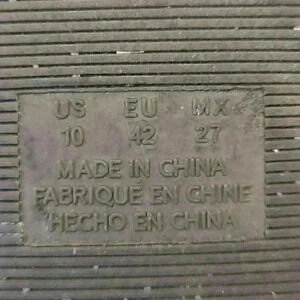 US EU MX
10 42 27
MADE IN CHINA
FABRIQUE EN CHINE
HECHO EN CHINA